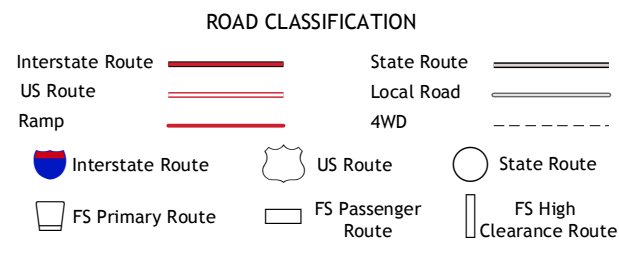 ROAD CLASSIFICATION
Interstate Route
State Route
US Route
Local Road
Ramp
4WD
Interstate Route
US Route
State Route
FS Primary Route
FS Passenger
Route
FS High
Clearance Route